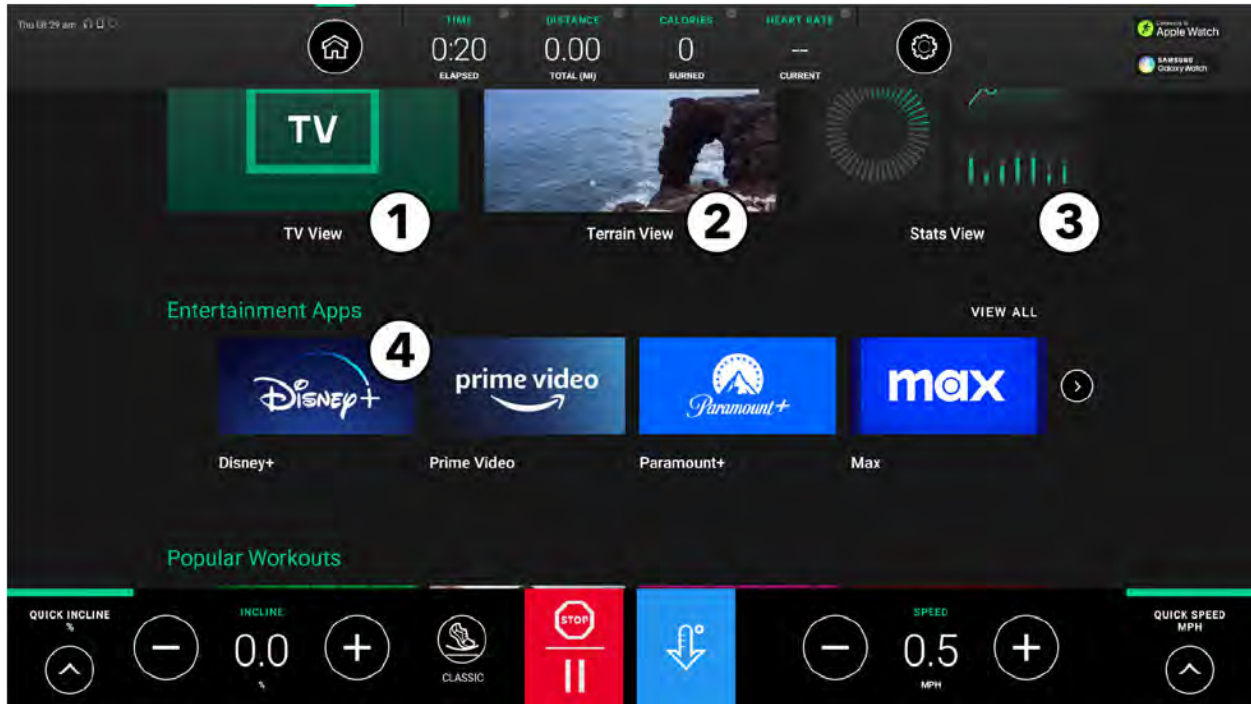 Thu 08:29 am
TIME
0:20
ELAPSED
DISTANCE
0.00
TOTAL (MI)
CALORIES
0
BURNED
HEART RATE
--
CURRENT
Connects to
Apple Watch
SAMSUNG
Galaxy Watch
TV
TV View
1
Terrain View
2
Stats View
3
Entertainment Apps
VIEW ALL
4
Disney+
prime video
Paramount+
max
Disney+
Prime Video
Paramount+
Max
Popular Workouts
QUICK INCLINE
%
INCLINE
0.0
%
CLASSIC
STOP
SPEED
0.5
MPH
QUICK SPEED
MPH